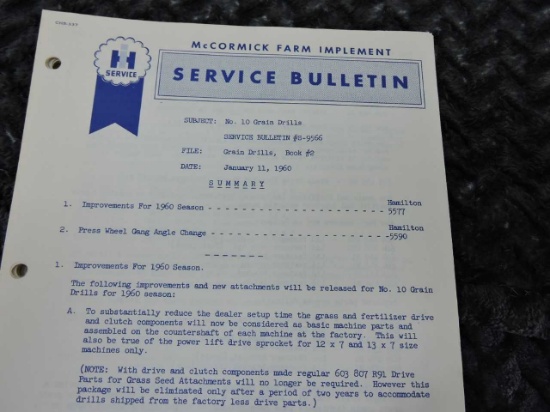 McCORMICK FARM IMPLEMENT
IH
SERVICE
SERVICE BULLETIN
SUBJECT: No. 10 Grain Drills
SERVICE BULLETIN #S-9566
FILE: Grain Drills, Book #0
DATE: January 11, 1960
SUMMARY
Hamilton
1. Improvements For 1960 Season - - - - - - - - - - - - - - - - - - - - - -5577
Hamilton
2. Press Wheel Gang Angle Change - - - - - - - - - - - - - - - - - - - - - -5590
- - - - - - -
1. Improvements For 1960 Season.
The following improvements and new attachments will be released for No. 10 Grain
Drills for 1960 season:
A. To substantially reduce the dealer setup time the grass and fertilizer drive
and clutch components will now be considered as basic machine parts and
assembled on the countershaft of each machine at the factory. This will
also be true of the power lift drive sprocket for 12 x 7 and 13 x 7 size
machines only.
(NOTE: With drive and clutch components made regular 603 807 R91 Drive
Parts for Grass Seed Attachments will no longer be required. However this
package will be eliminated only after a period of two years to accommodate
drills shipped from the factory less drive parts.)